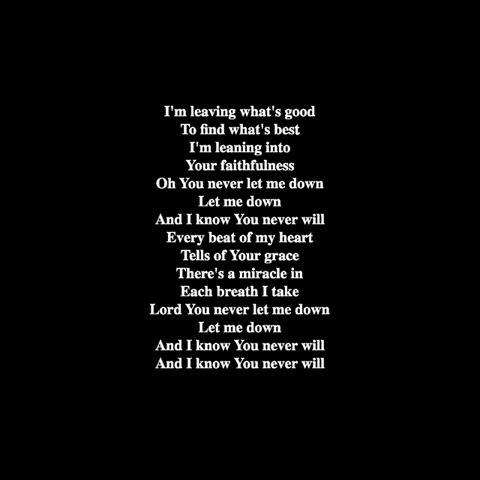 I'm leaving what's good
To find what's best
I'm leaning into
Your faithfulness
Oh You never let me down
Let me down
And I know You never will
Every beat of my heart
Tells of Your grace
There's a miracle in
Each breath I take
Lord You never let me down
Let me down
And I know You never will
And I know You never will